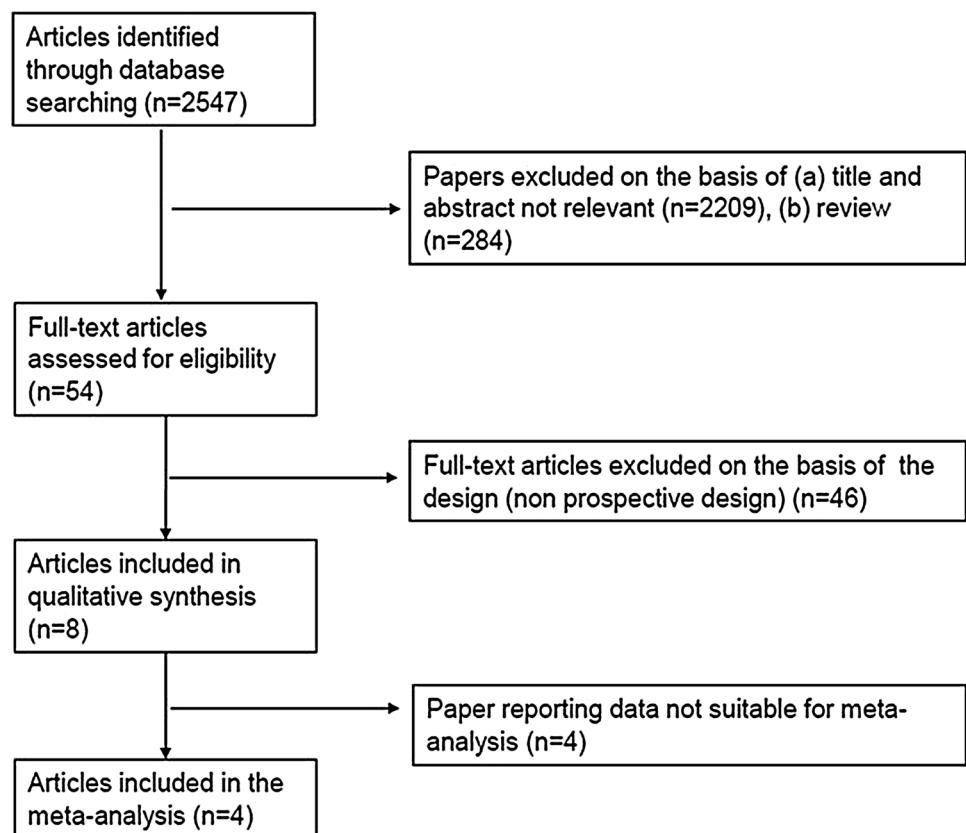 Articles identified
through database
searching (n=2547)
Papers excluded on the basis of (a) title and
abstract not relevant (n=2209), (b) review
(n=284)
Full-text articles
assessed for eligibility
(n=54)
Full-text articles excluded on the basis of the
design (non prospective design) (n=46)
Articles included in
qualitative synthesis
(n=8)
Paper reporting data not suitable for meta-
analysis (n=4)
Articles included in the
meta-analysis (n=4)